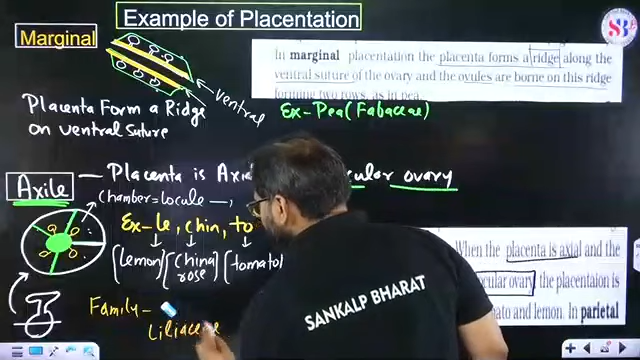 Example of Placentation
Marginal
Ventral
Placenta Form a Ridge
on ventral suture
In marginal placentation the placenta forms a ridge along the
ventral suture of the ovary and the ovules are borne on this ridge
forming two rows, as in pea.
Ex-Pea (Fabaceae)
Axile - Placenta is Axial
ovary
(chamber=locule -,
Ex- le, chin, to
(lemon) (china rose) (tomato)
Family -
When the placenta is axial and the
ocular ovary the placentaion is
ato and lemon. In parietal
SANKALP BHARAT
SB